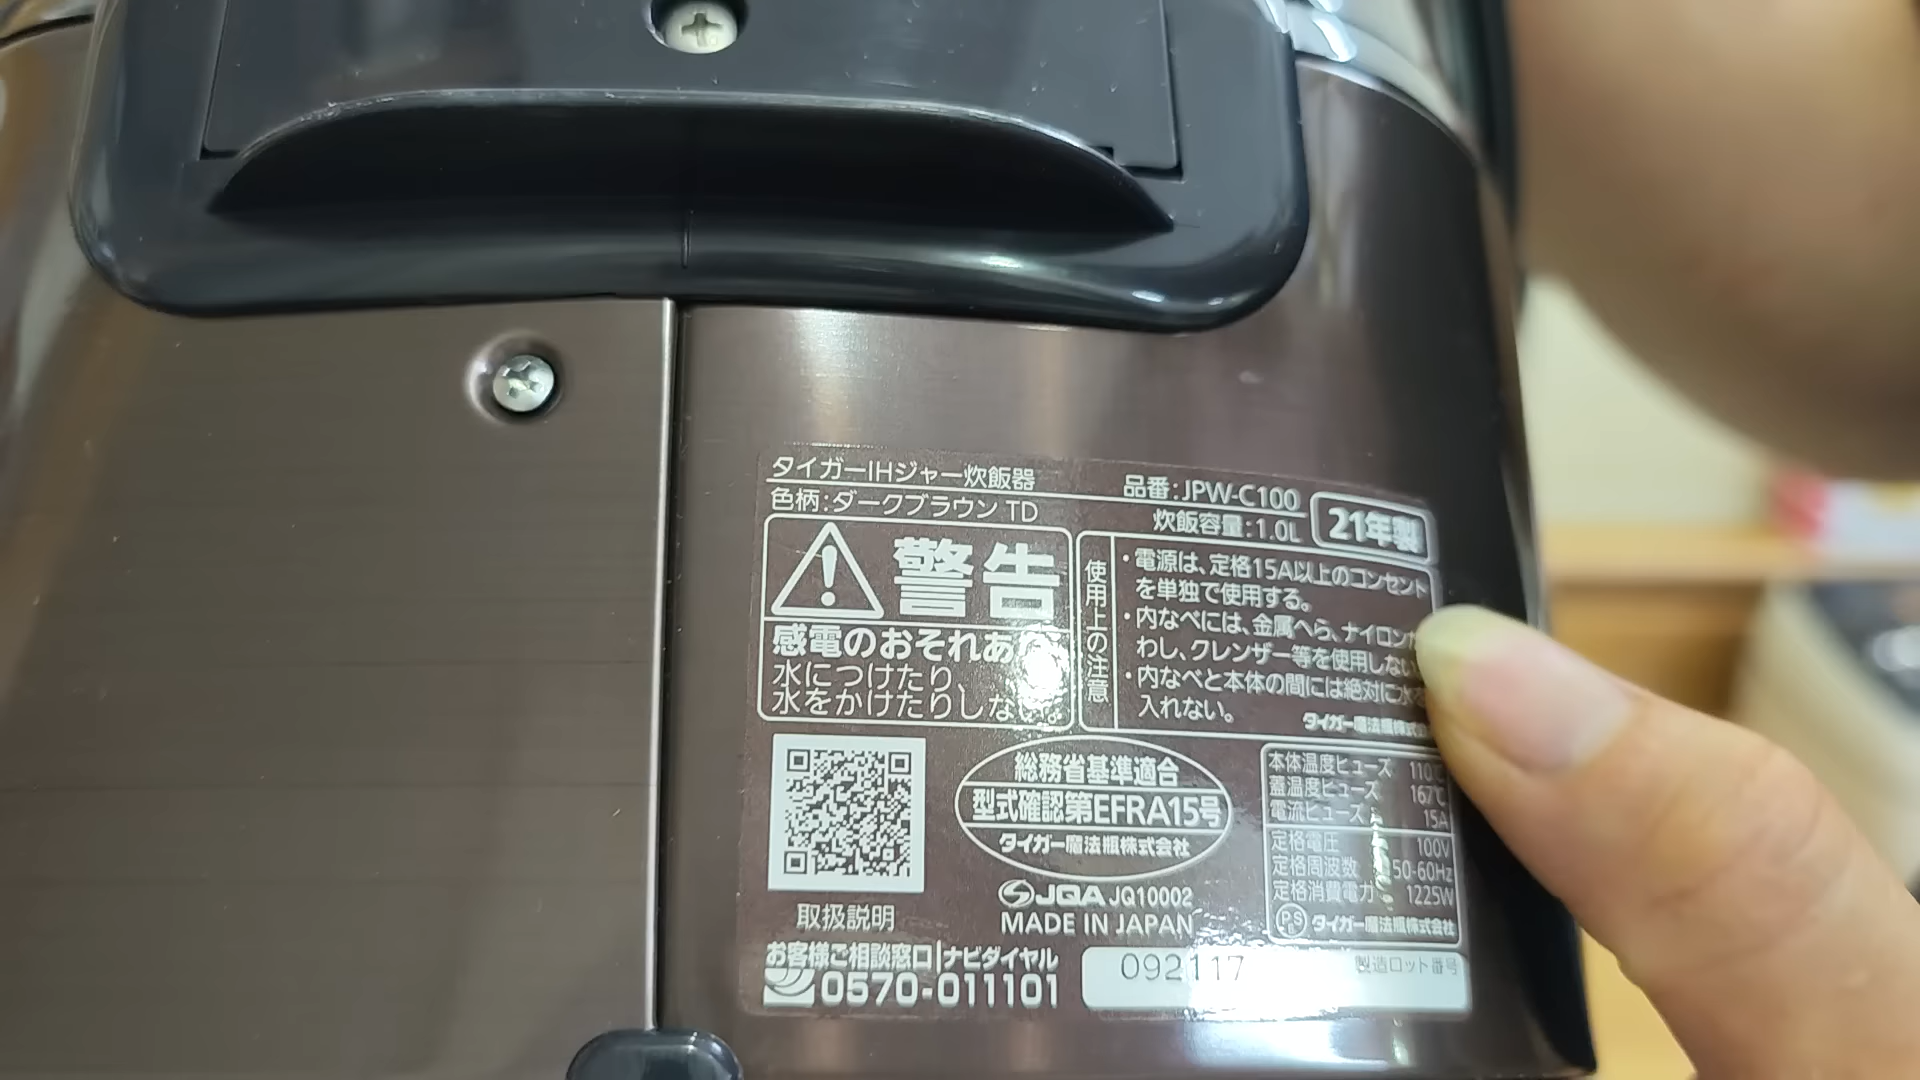 タイガーIHジャー炊飯器
品番:JPW-C100
色柄:ダークブラウン TD
炊飯容量:1.0L
21年製
警告
感電のおそれあ
水につけたり、
水をかけたりしない。
使用上の注意
・電源は、定格15A以上のコンセント
を単独で使用する。
・内なべには、金属へら、ナイロンた
わし、クレンザー等を使用しない
・内なべと本体の間には絶対に水を
入れない。
タイガー魔法瓶株式会
取扱説明
総務省基準適合
型式確認第EFRA15号
タイガー魔法瓶株式会社
JQA JQ10002
MADE IN JAPAN
本体温度ヒューズ 110℃
蓋温度ヒューズ 167℃
電流ヒューズ 15A
定格電圧 100V
定格周波数 50-60Hz
定格消費電力 1225W
PS タイガー魔法瓶株式会社
お客様ご相談窓口|ナビダイヤル
0570-011101
092117
製造ロット番号